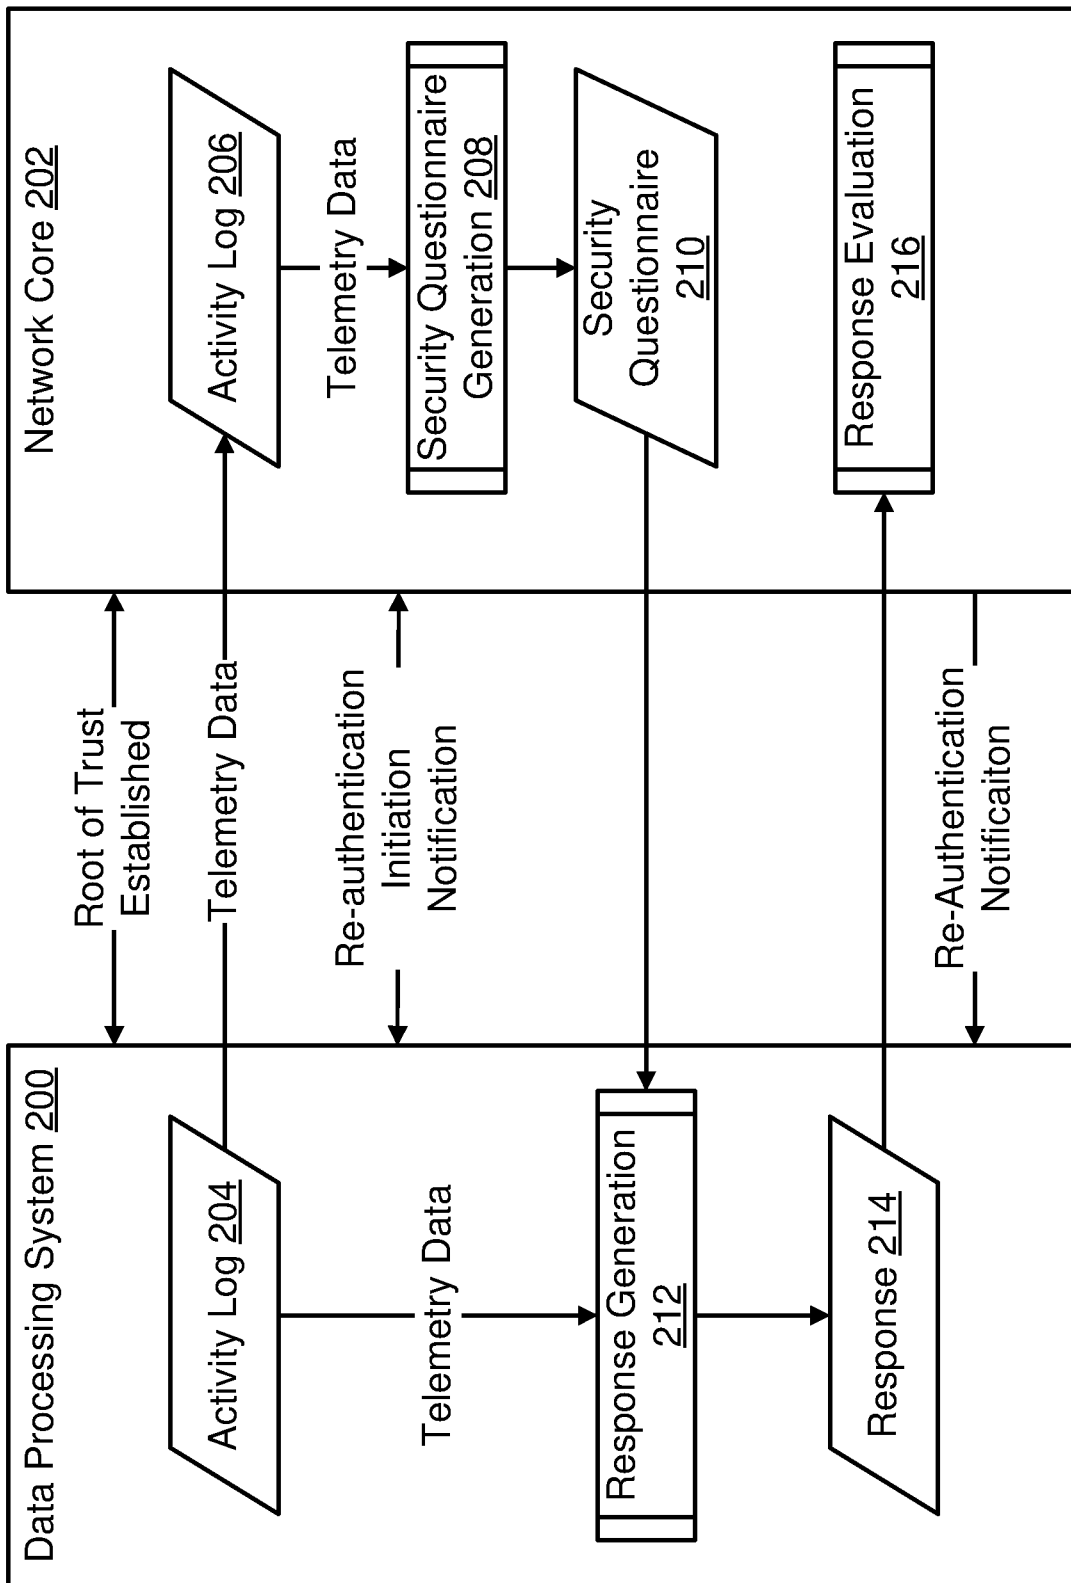 Data Processing System 200
Network Core 202
Root of Trust
Established
Activity Log 204
Telemetry Data
Activity Log 206
Telemetry Data
Telemetry Data
Re-authentication
Initiation
Notification
Security Questionnaire
Generation 208
Security
Questionnaire
210
Response Generation
212
Response 214
Response Evaluation
216
Re-Authentication
Notificaiton